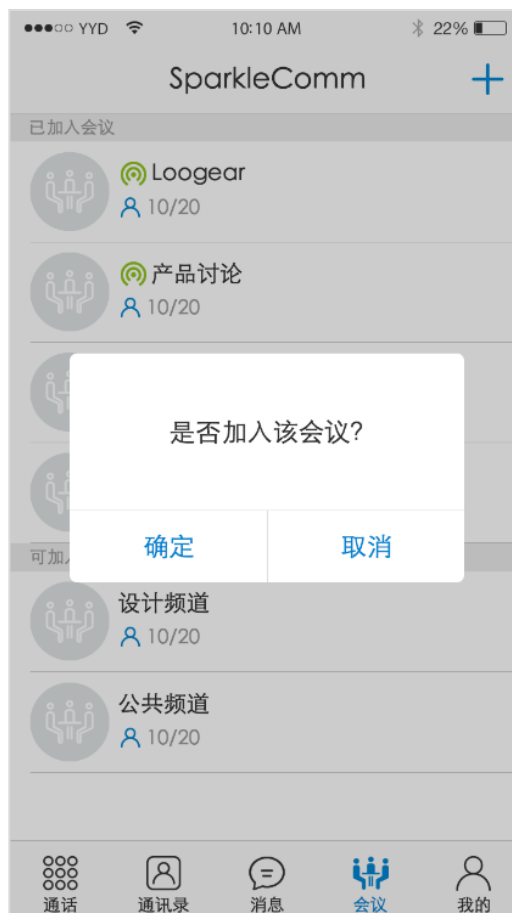 YYD 10:10 AM 22%
SparkleComm
已加入会议
Loogear
10/20
产品讨论
10/20
是否加入该会议?
确定 取消
可加
设计频道
10/20
公共频道
10/20
通话 通讯录 消息 会议 我的